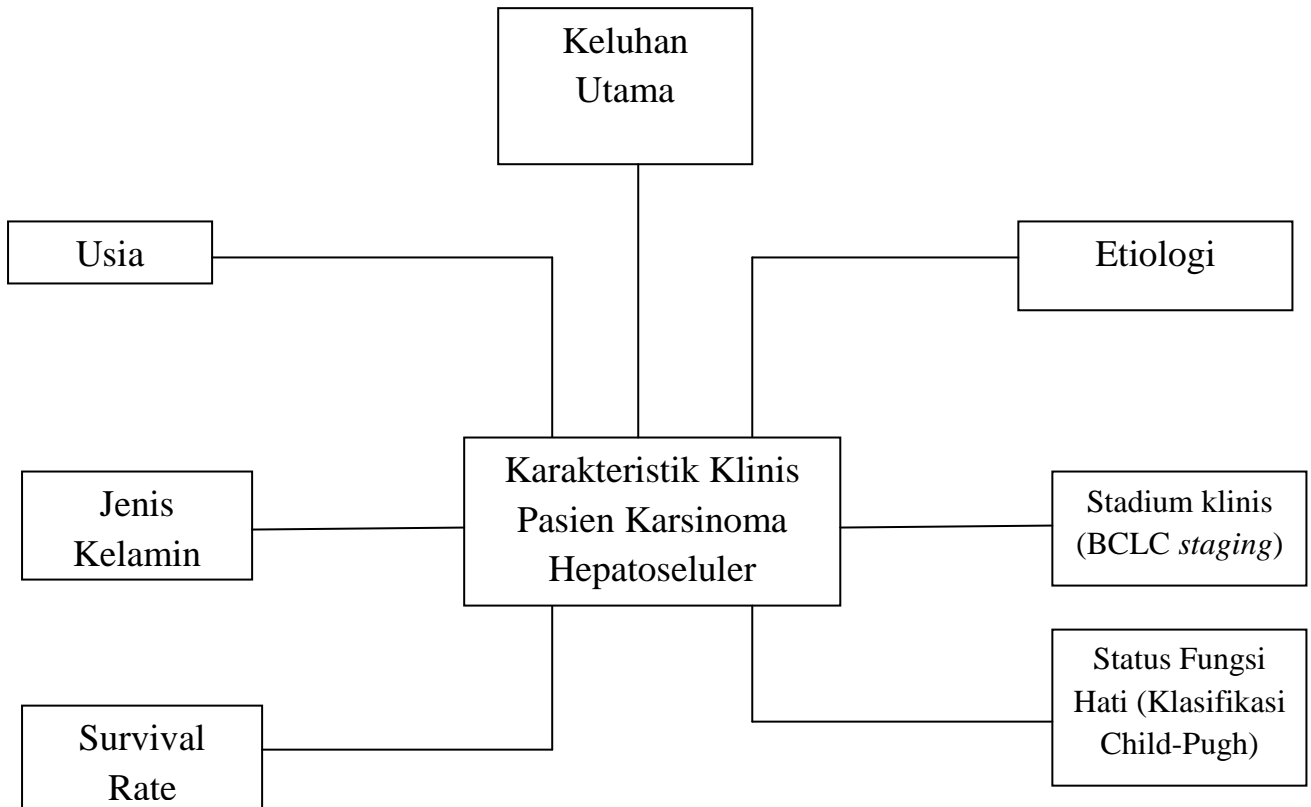 Keluhan
Utama
Usia
Etiologi
Jenis
Kelamin
Karakteristik Klinis
Pasien Karsinoma
Hepatoseluler
Stadium klinis
(BCLC staging)
Survival
Rate
Status Fungsi
Hati (Klasifikasi
Child-Pugh)